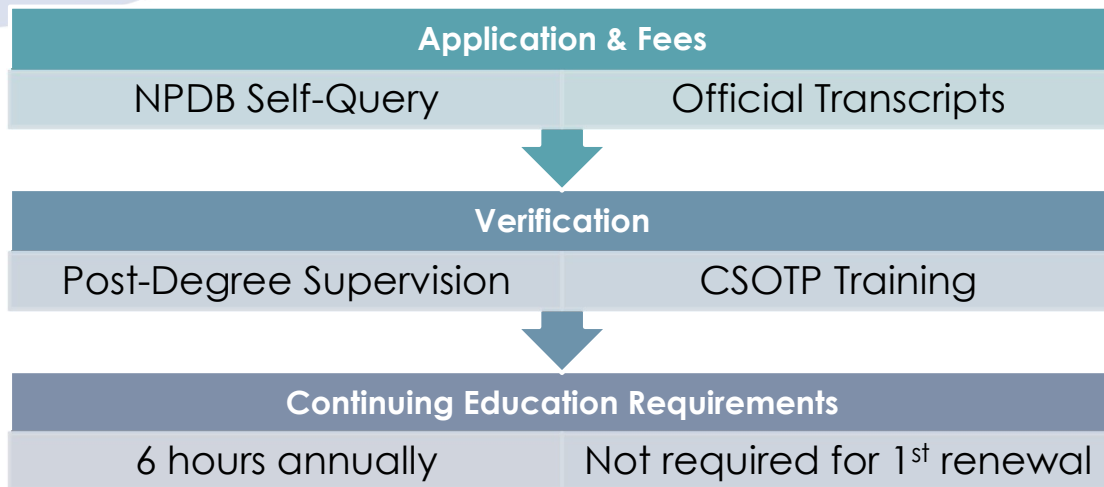 Application & Fees
NPDB Self-Query
Official Transcripts
Verification
Post-Degree Supervision
CSOTP Training
Continuing Education Requirements
6 hours annually
Not required for 1st renewal